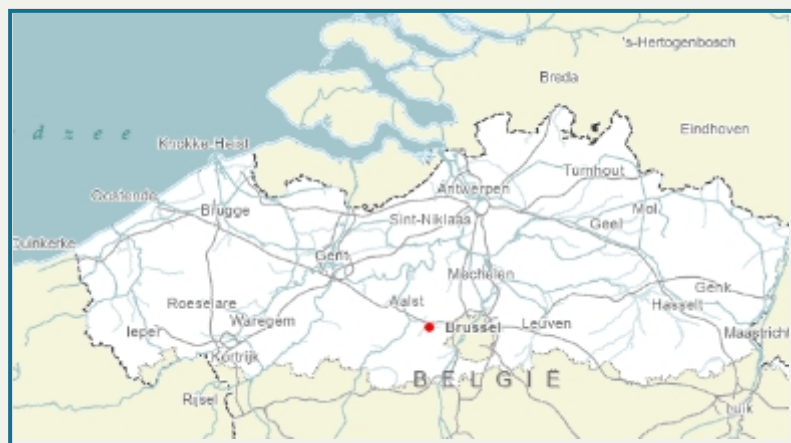 's-Hertogenbosch
Breda
Eindhoven
d z e e
Knokke-Heist
Turnhout
Oostende
Antwerpen
Mol
Brugge
Sint-Niklaas
Geel
Duinkerke
Gent
Mechelen
Genk
Roeselare
Aalst
Hasselt
Waregem
Brussel
Leuven
Ieper
Maastricht
Kortrijk
BELGIË
Rijsel
Luik